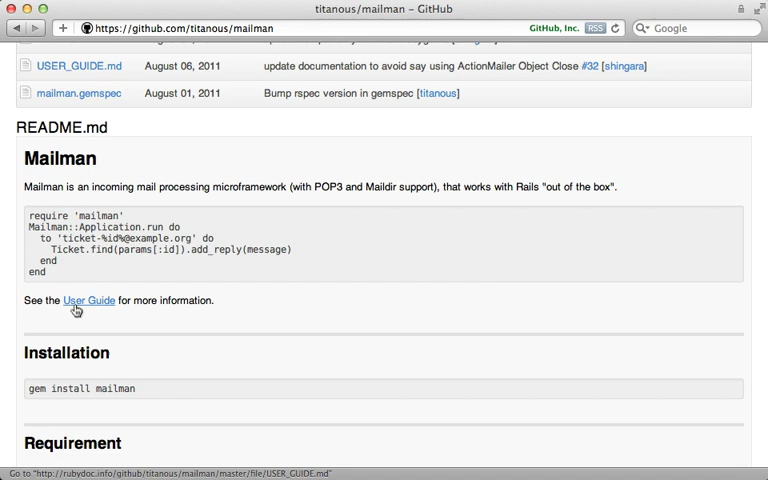 titanous/mailman – GitHub
https://github.com/titanous/mailman
GitHub, Inc.
RSS
Google
USER_GUIDE.md August 06, 2011 update documentation to avoid say using ActionMailer Object Close #32 [shingara]
mailman.gemspec August 01, 2011 Bump rspec version in gemspec [titanous]
README.md
Mailman
Mailman is an incoming mail processing microframework (with POP3 and Maildir support), that works with Rails "out of the box".
require 'mailman'
Mailman::Application.run do
  to 'ticket-%id%@example.org' do
    Ticket.find(params[:id]).add_reply(message)
  end
end
See the User Guide for more information.
Installation
gem install mailman
Requirement
Go to "http://rubydoc.info/github/titanous/mailman/master/file/USER_GUIDE.md"